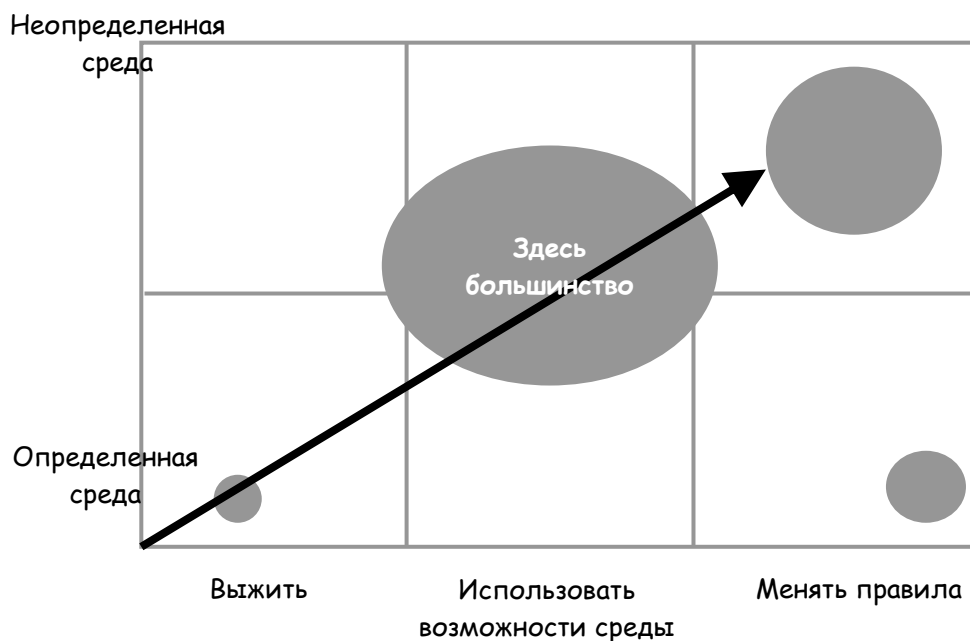 Неопределенная
среда
Здесь
большинство
Определенная
среда
Выжить
Использовать
возможности среды
Менять правила